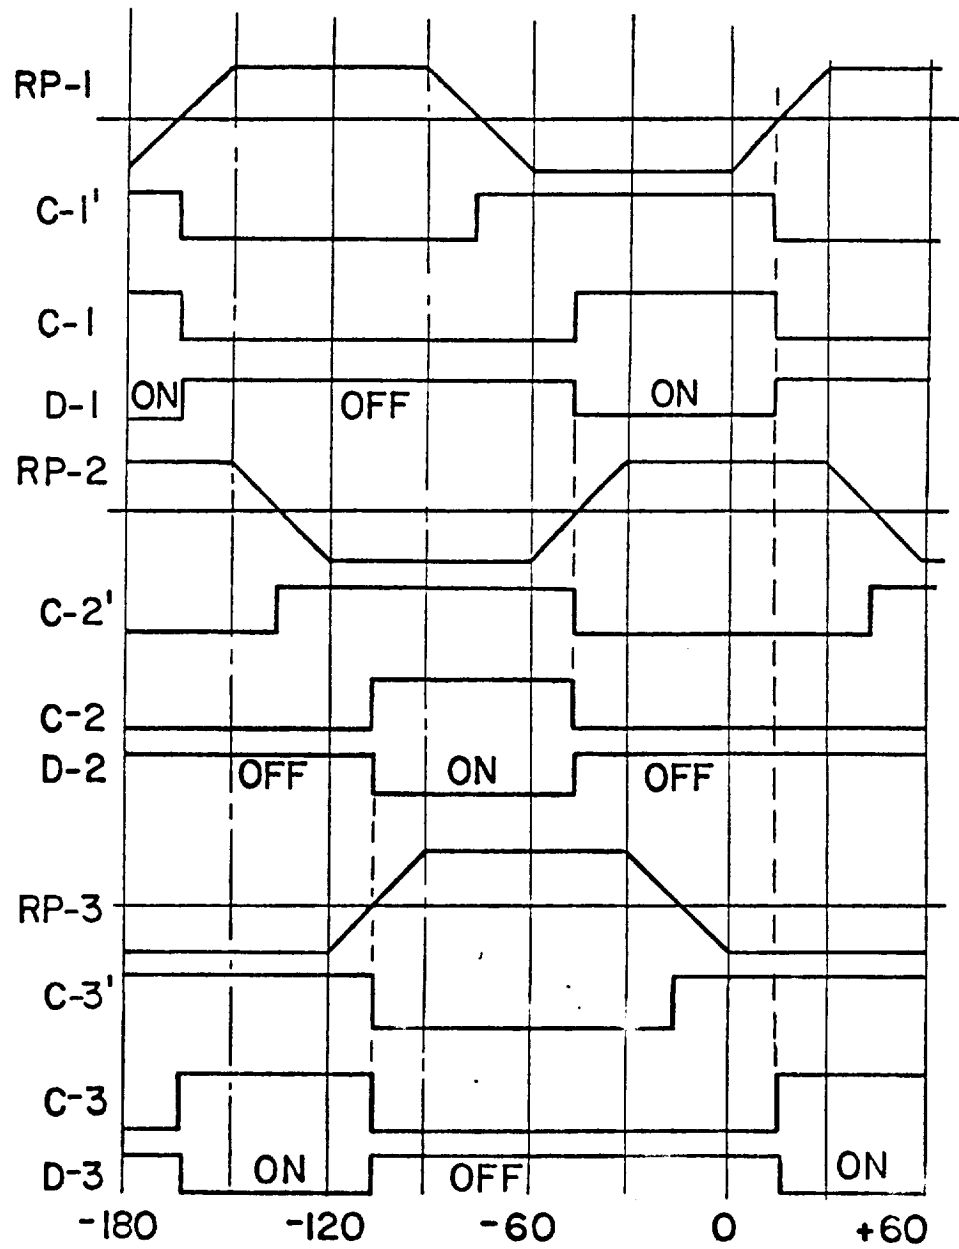 RP-1
C-1'
C-1
D-1 ON OFF ON
RP-2
C-2'
C-2
D-2 OFF ON OFF
RP-3
C-3'
C-3
D-3 ON OFF ON
-180 -120 -60 0 +60